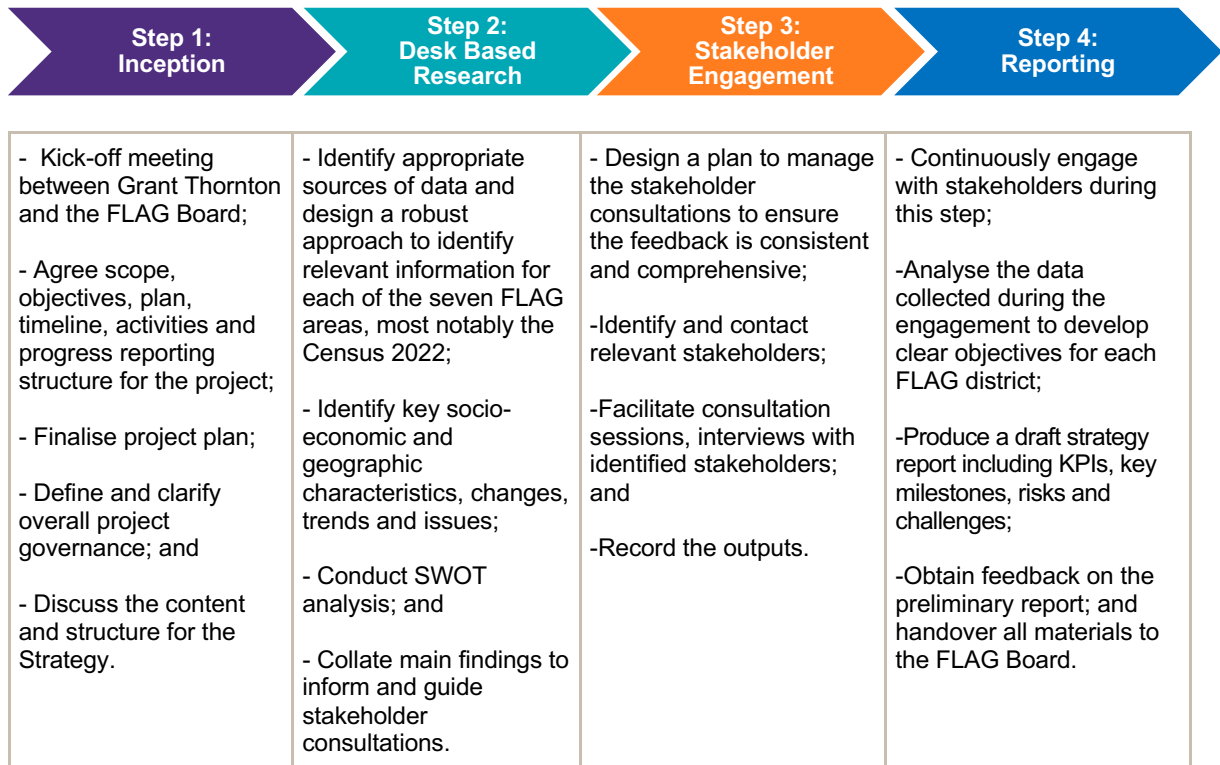 Step 1:
Inception
Step 2:
Desk Based
Research
Step 3:
Stakeholder
Engagement
Step 4:
Reporting
- Kick-off meeting
between Grant Thornton
and the FLAG Board;
- Agree scope,
objectives, plan,
timeline, activities and
progress reporting
structure for the project;
- Finalise project plan;
- Define and clarify
overall project
governance; and
- Discuss the content
and structure for the
Strategy.
- Identify appropriate
sources of data and
design a robust
approach to identify
relevant information for
each of the seven FLAG
areas, most notably the
Census 2022;
- Identify key socio-
economic and
geographic
characteristics, changes,
trends and issues;
- Conduct SWOT
analysis; and
- Collate main findings to
inform and guide
stakeholder
consultations.
- Design a plan to manage
the stakeholder
consultations to ensure
the feedback is consistent
and comprehensive;
-Identify and contact
relevant stakeholders;
-Facilitate consultation
sessions, interviews with
identified stakeholders;
and
-Record the outputs.
- Continuously engage
with stakeholders during
this step;
-Analyse the data
collected during the
engagement to develop
clear objectives for each
FLAG district;
-Produce a draft strategy
report including KPIs, key
milestones, risks and
challenges;
-Obtain feedback on the
preliminary report; and
handover all materials to
the FLAG Board.